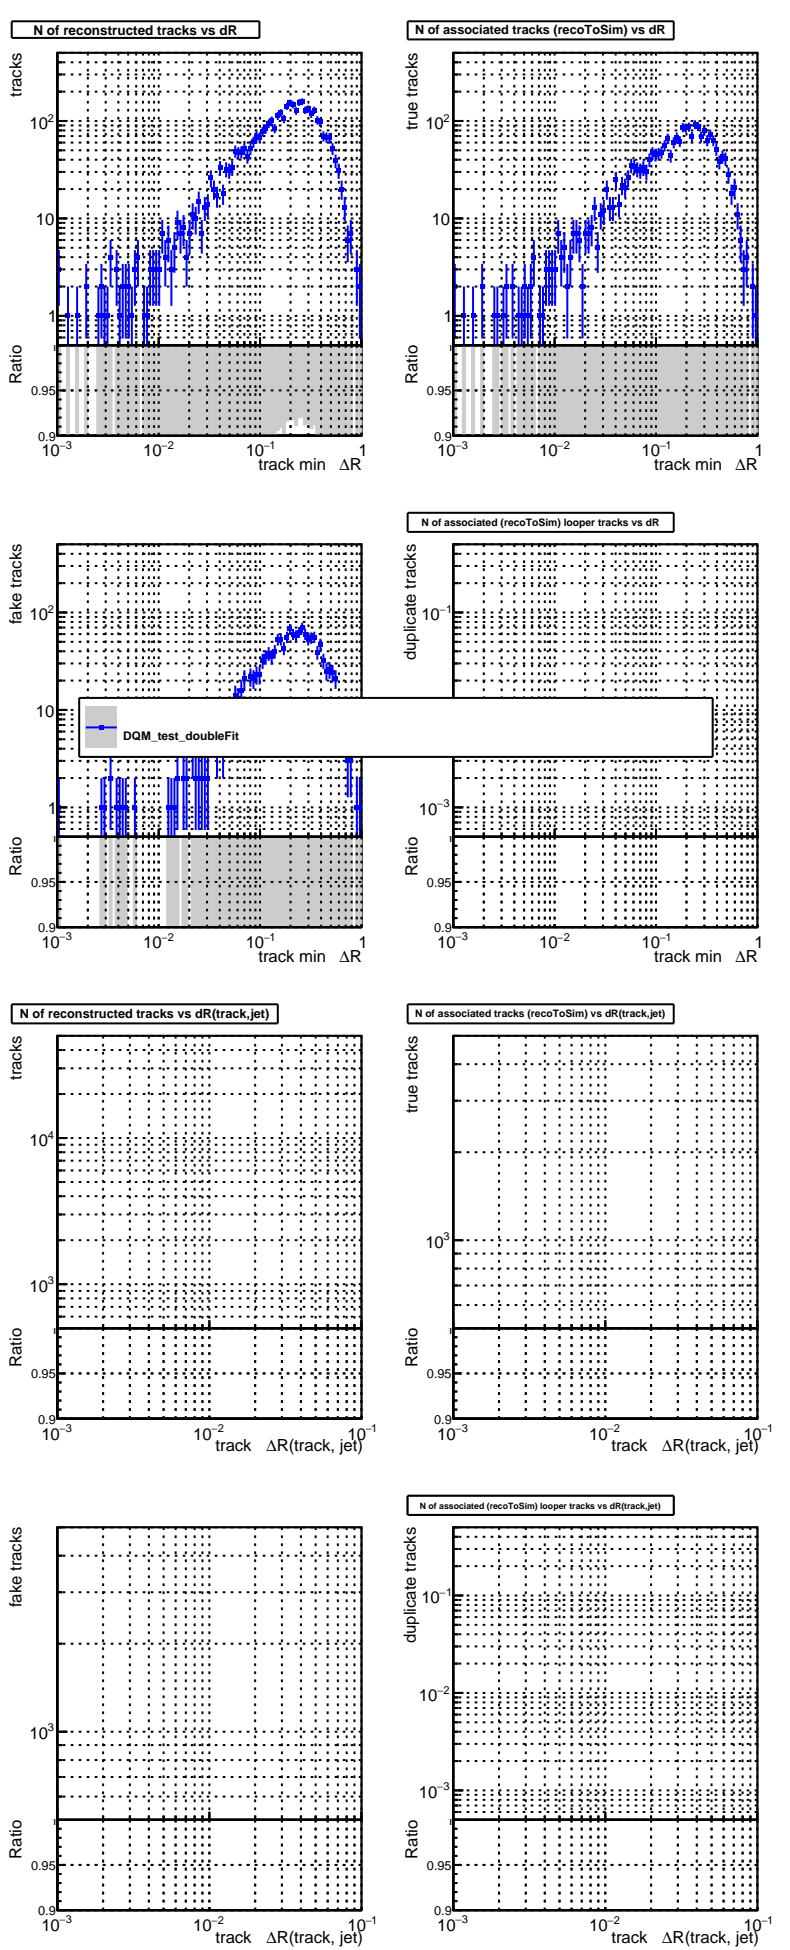 N of reconstructed tracks vs dR
tracks
10²
10
1
Ratio
0.95
0.9
10⁻³ 10⁻² 10⁻¹ 1
track min ΔR
N of associated tracks (recoToSim) vs dR
true tracks
10²
10
1
Ratio
0.95
0.9
10⁻³ 10⁻² 10⁻¹ 1
track min ΔR
fake tracks
10²
10
1
Ratio
0.95
0.9
10⁻³ 10⁻² 10⁻¹ 1
track min ΔR
N of associated (recoToSim) looper tracks vs dR
duplicate tracks
10⁻¹
10⁻³
Ratio
0.95
0.9
10⁻³ 10⁻² 10⁻¹ 1
track min ΔR
DQM_test_doubleFit
N of reconstructed tracks vs dR(track,jet)
tracks
10⁴
10³
Ratio
0.95
0.9
10⁻³ 10⁻² 10⁻¹
track ΔR(track, jet)
N of associated tracks (recoToSim) vs dR(track,jet)
true tracks
10³
Ratio
0.95
0.9
10⁻³ 10⁻² 10⁻¹
track ΔR(track, jet)
fake tracks
10³
Ratio
0.95
0.9
10⁻³ 10⁻² 10⁻¹
track ΔR(track, jet)
N of associated (recoToSim) looper tracks vs dR(track,jet)
duplicate tracks
10⁻¹
10⁻²
10⁻³
Ratio
0.95
0.9
10⁻³ 10⁻² 10⁻¹
track ΔR(track, jet)